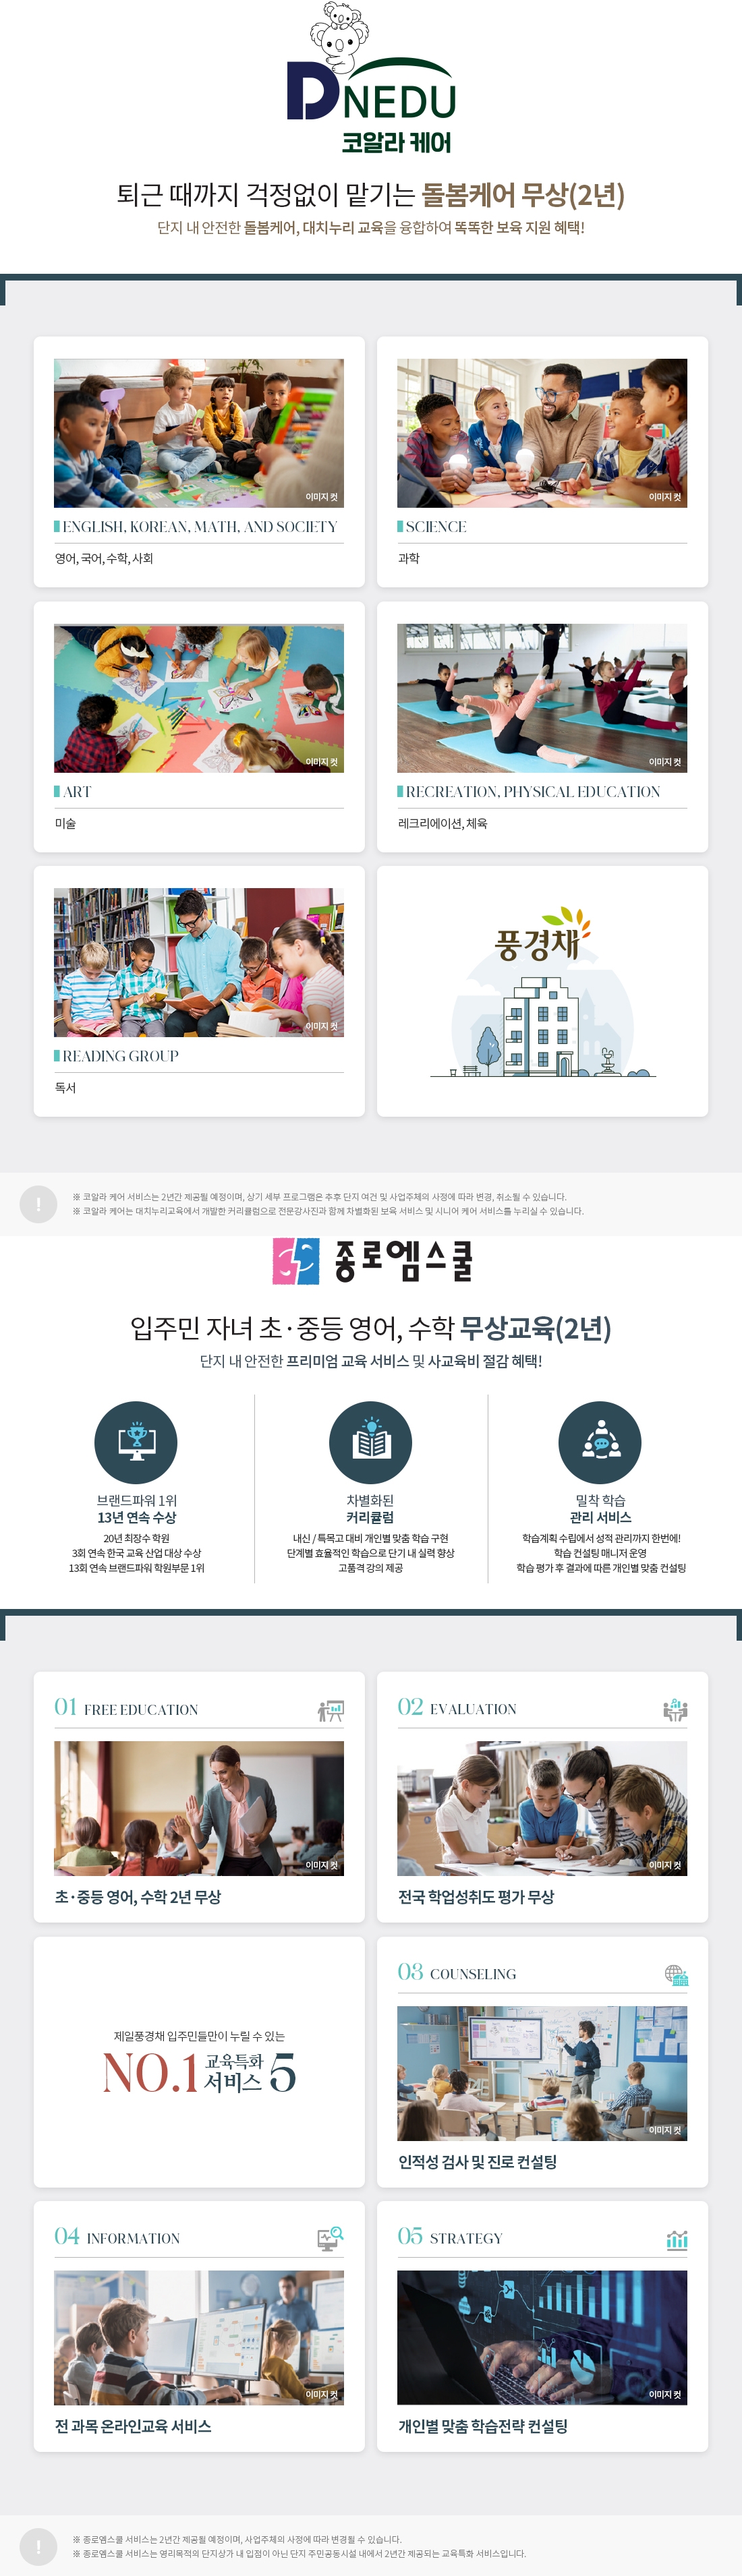 DNEDU
코알라 케어
퇴근 때까지 걱정없이 맡기는 돌봄케어 무상(2년)
단지 내 안전한 돌봄케어, 대치누리 교육을 융합하여 똑똑한 보육 지원 혜택!
이미지 컷
ENGLISH, KOREAN, MATH, AND SOCIETY
영어, 국어, 수학, 사회
이미지 컷
SCIENCE
과학
이미지 컷
ART
미술
이미지 컷
RECREATION, PHYSICAL EDUCATION
레크리에이션, 체육
이미지 컷
READING GROUP
독서
풍경채
!
※ 코알라 케어 서비스는 2년간 제공될 예정이며, 상기 세부 프로그램은 추후 단지 여건 및 사업주체의 사정에 따라 변경, 취소될 수 있습니다.
※ 코알라 케어는 대치누리교육에서 개발한 커리큘럼으로 전문강사진과 함께 차별화된 보육 서비스 및 시니어 케어 서비스를 누리실 수 있습니다.
종로엠스쿨
입주민 자녀 초·중등 영어, 수학 무상교육(2년)
단지 내 안전한 프리미엄 교육 서비스 및 사교육비 절감 혜택!
브랜드파워 1위
13년 연속 수상
20년 최장수 학원
3회 연속 한국 교육 산업 대상 수상
13회 연속 브랜드파워 학원부문 1위
차별화된
커리큘럼
내신 / 특목고 대비 개인별 맞춤 학습 구현
단계별 효율적인 학습으로 단기 내 실력 향상
고품격 강의 제공
밀착 학습
관리 서비스
학습계획 수립에서 성적 관리까지 한번에!
학습 컨설팅 매니저 운영
학습 평가 후 결과에 따른 개인별 맞춤 컨설팅
01 FREE EDUCATION
이미지 컷
초·중등 영어, 수학 2년 무상
02 EVALUATION
이미지 컷
전국 학업성취도 평가 무상
제일풍경채 입주민들만이 누릴 수 있는
NO.1 교육특화 서비스 5
03 COUNSELING
이미지 컷
인적성 검사 및 진로 컨설팅
04 INFORMATION
이미지 컷
전 과목 온라인교육 서비스
05 STRATEGY
이미지 컷
개인별 맞춤 학습전략 컨설팅
!
※ 종로엠스쿨 서비스는 2년간 제공될 예정이며, 사업주체의 사정에 따라 변경될 수 있습니다.
※ 종로엠스쿨 서비스는 영리목적의 단지상가 내 입점이 아닌 단지 주민공동시설 내에서 2년간 제공되는 교육특화 서비스입니다.